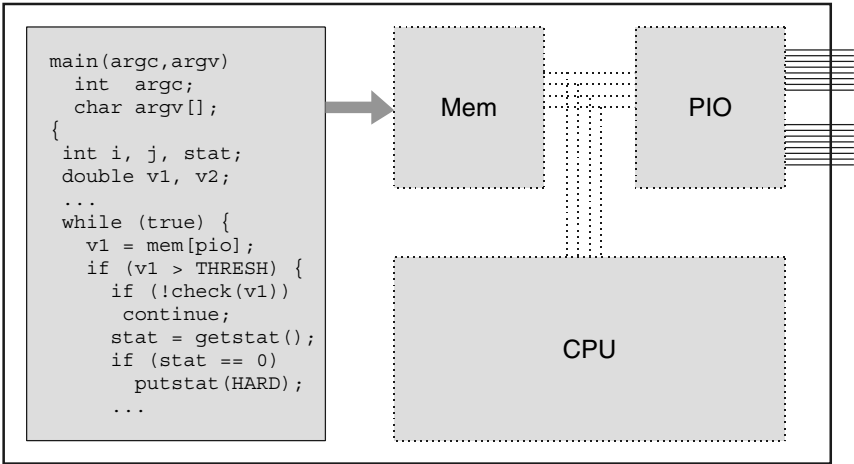 main(argc,argv)
int argc;
char argv[];
{
int i, j, stat;
double v1, v2;
...
while (true) {
v1 = mem[pio];
if (v1 > THRESH) {
if (!check(v1))
continue;
stat = getstat();
if (stat == 0)
putstat(HARD);
...
Mem
PIO
CPU